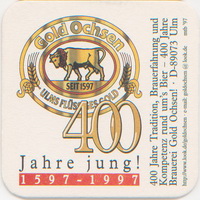 Gold Ochsen
SEIT 1597
ULMS FLÜSSIGES GOLD
400
Jahre jung!
1597-1997
400 Jahre Tradition, Brauerfahrung und
Kompetenz rund um's Bier – 400 Jahre
Brauerei Gold Ochsen! · D-89073 Ulm